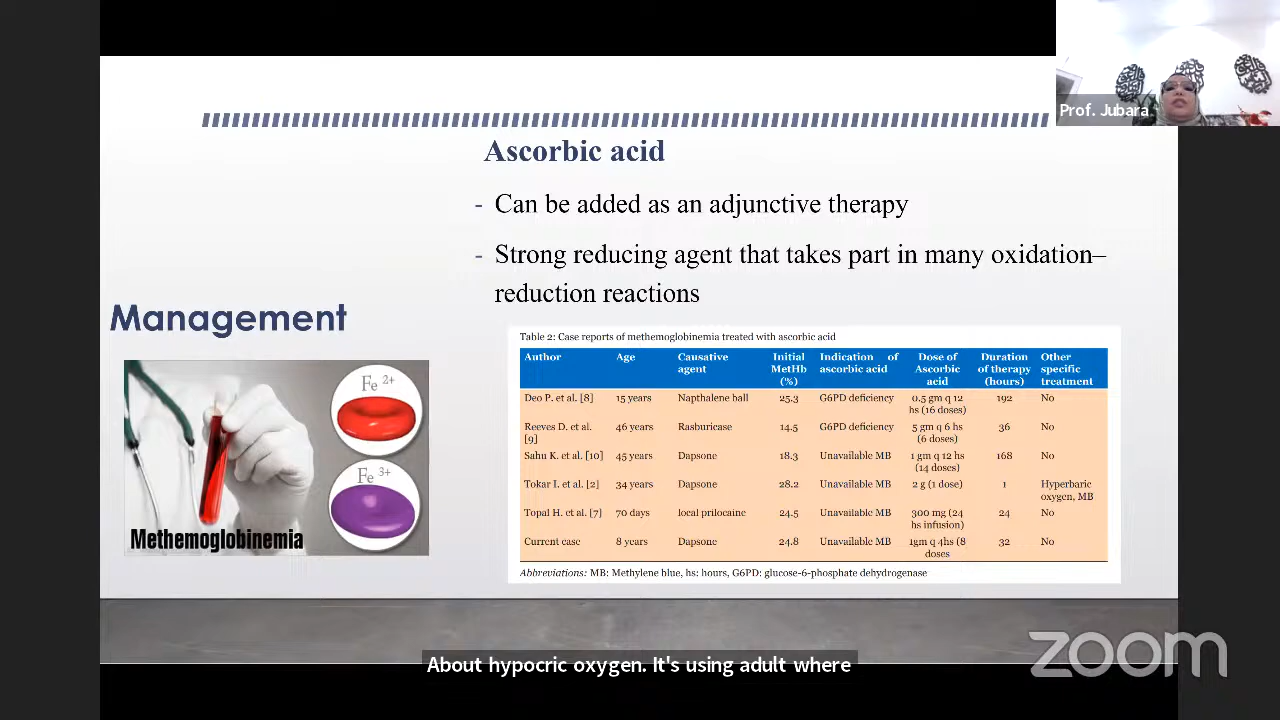 Prof. Jubara
Ascorbic acid
- Can be added as an adjunctive therapy
- Strong reducing agent that takes part in many oxidation–
reduction reactions
Management
Fe 2+
Fe 3+
Methemoglobinemia
Table 2: Case reports of methemoglobinemia treated with ascorbic acid
Author Age Causative agent Initial MetHb (%) Indication of ascorbic acid Dose of Ascorbic acid Duration of therapy (hours) Other specific treatment
Deo P. et al. [8] 15 years Napthalene ball 25.3 G6PD deficiency 0.5 gm q 12 hs (16 doses) 192 No
Reeves D. et al. [9] 46 years Rasburicase 14.5 G6PD deficiency 5 gm q 6 hs (6 doses) 36 No
Sahu K. et al. [10] 45 years Dapsone 18.3 Unavailable MB 1 gm q 12 hs (14 doses) 168 No
Tokar I. et al. [2] 34 years Dapsone 28.2 Unavailable MB 2 g (1 dose) 1 Hyperbaric oxygen, MB
Topal H. et al. [7] 70 days local prilocaine 24.5 Unavailable MB 300 mg (24 hs infusion) 24 No
Current case 8 years Dapsone 24.8 Unavailable MB 1gm q 4hs (8 doses 32 No
Abbreviations: MB: Methylene blue, hs: hours, G6PD: glucose-6-phosphate dehydrogenase
zoom
About hypocric oxygen. It's using adult where